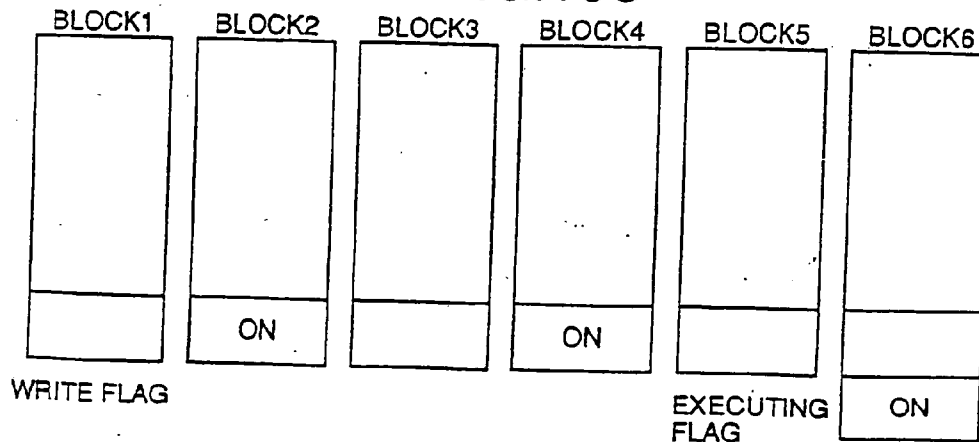 BLOCK1 BLOCK2 BLOCK3 BLOCK4 BLOCK5 BLOCK6
ON ON
WRITE FLAG
EXECUTING ON
FLAG